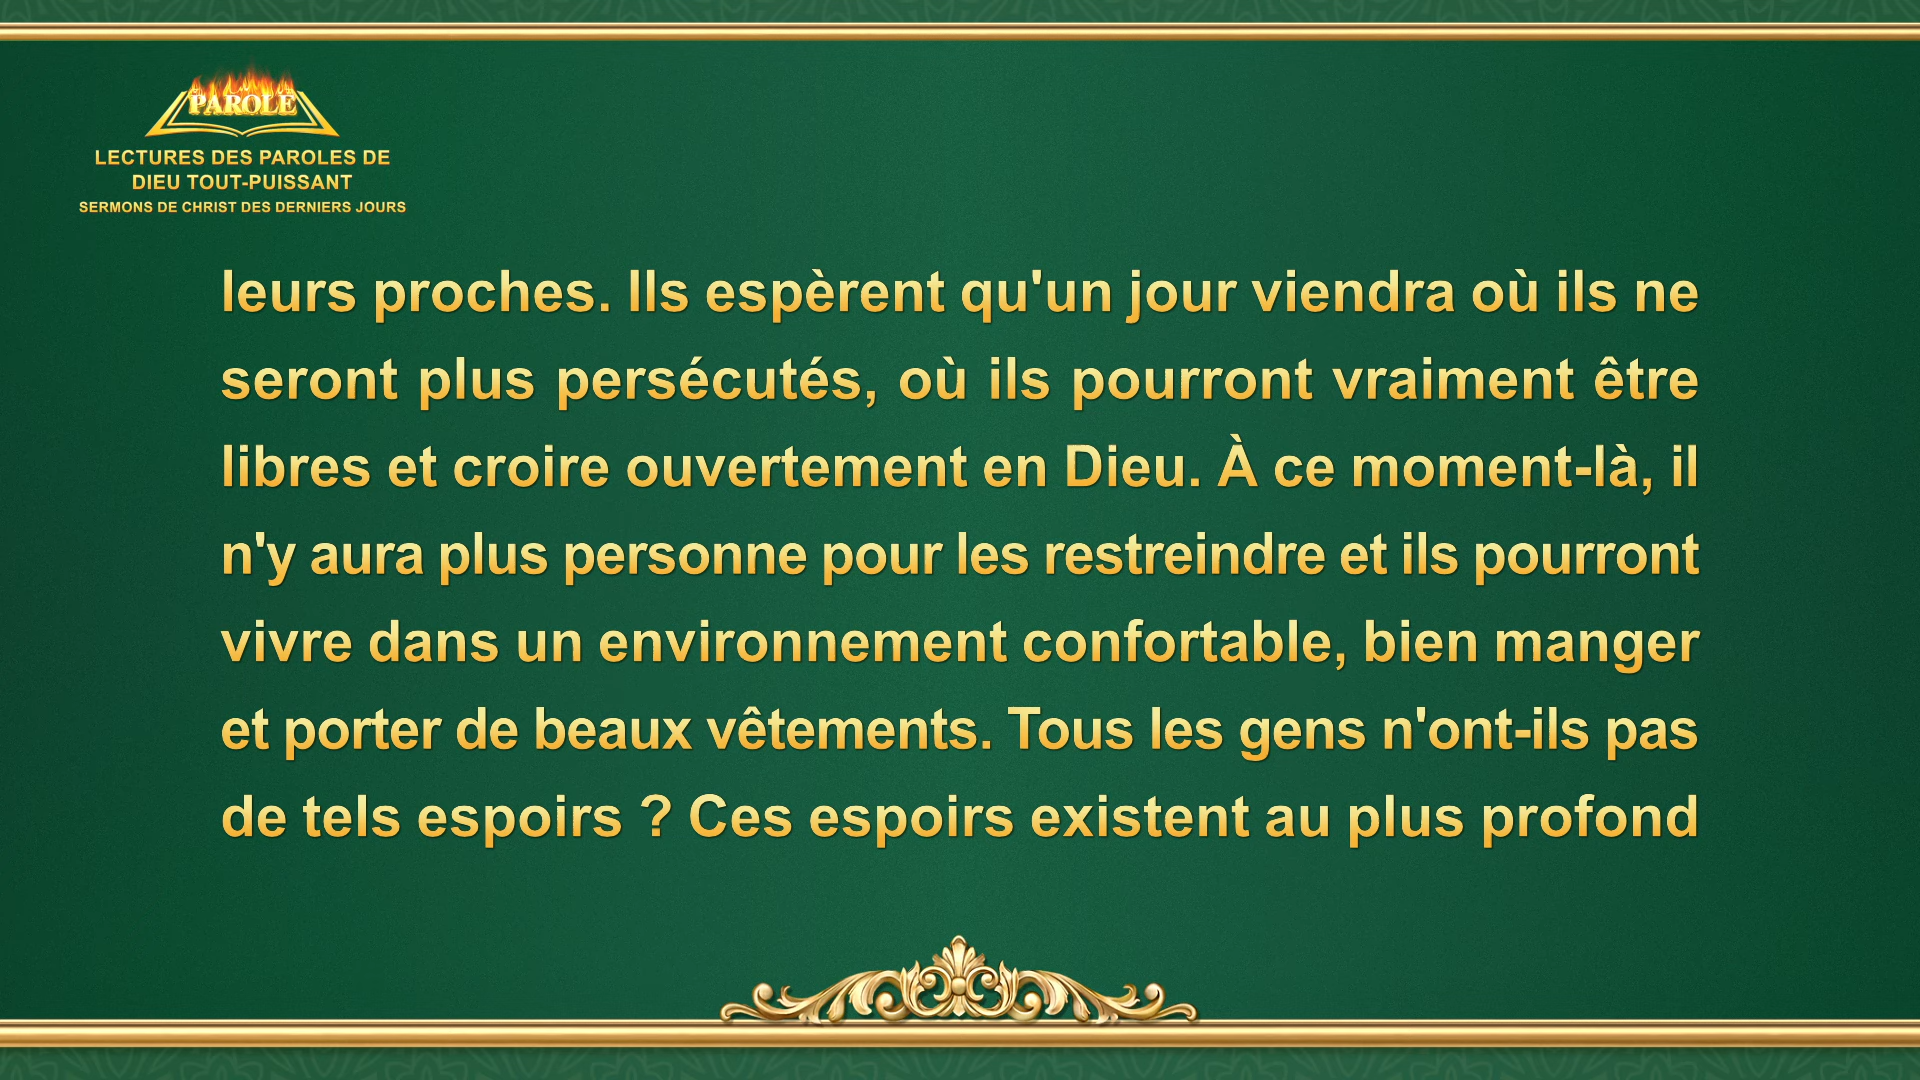 PAROLE
LECTURES DES PAROLES DE
DIEU TOUT-PUISSANT
SERMONS DE CHRIST DES DERNIERS JOURS
leurs proches. Ils espèrent qu'un jour viendra où ils ne
seront plus persécutés, où ils pourront vraiment être
libres et croire ouvertement en Dieu. À ce moment-là, il
n'y aura plus personne pour les restreindre et ils pourront
vivre dans un environnement confortable, bien manger
et porter de beaux vêtements. Tous les gens n'ont-ils pas
de tels espoirs ? Ces espoirs existent au plus profond